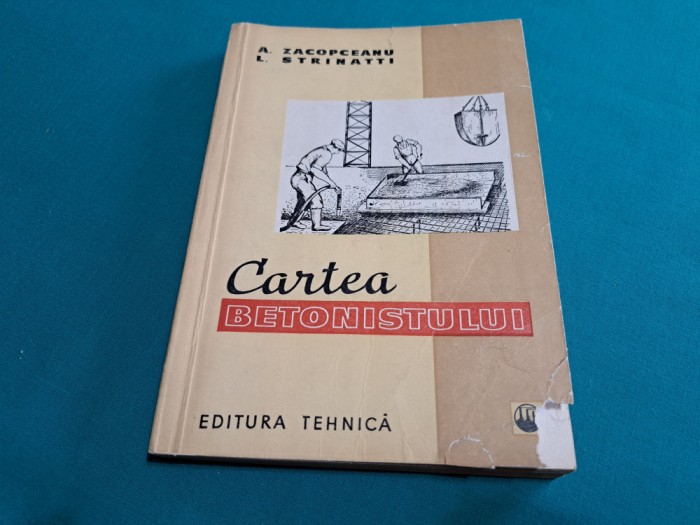 A. ZACOPCEANU
L. STRINATTI
Cartea
BETONISTULUI
EDITURA TEHNICĂ